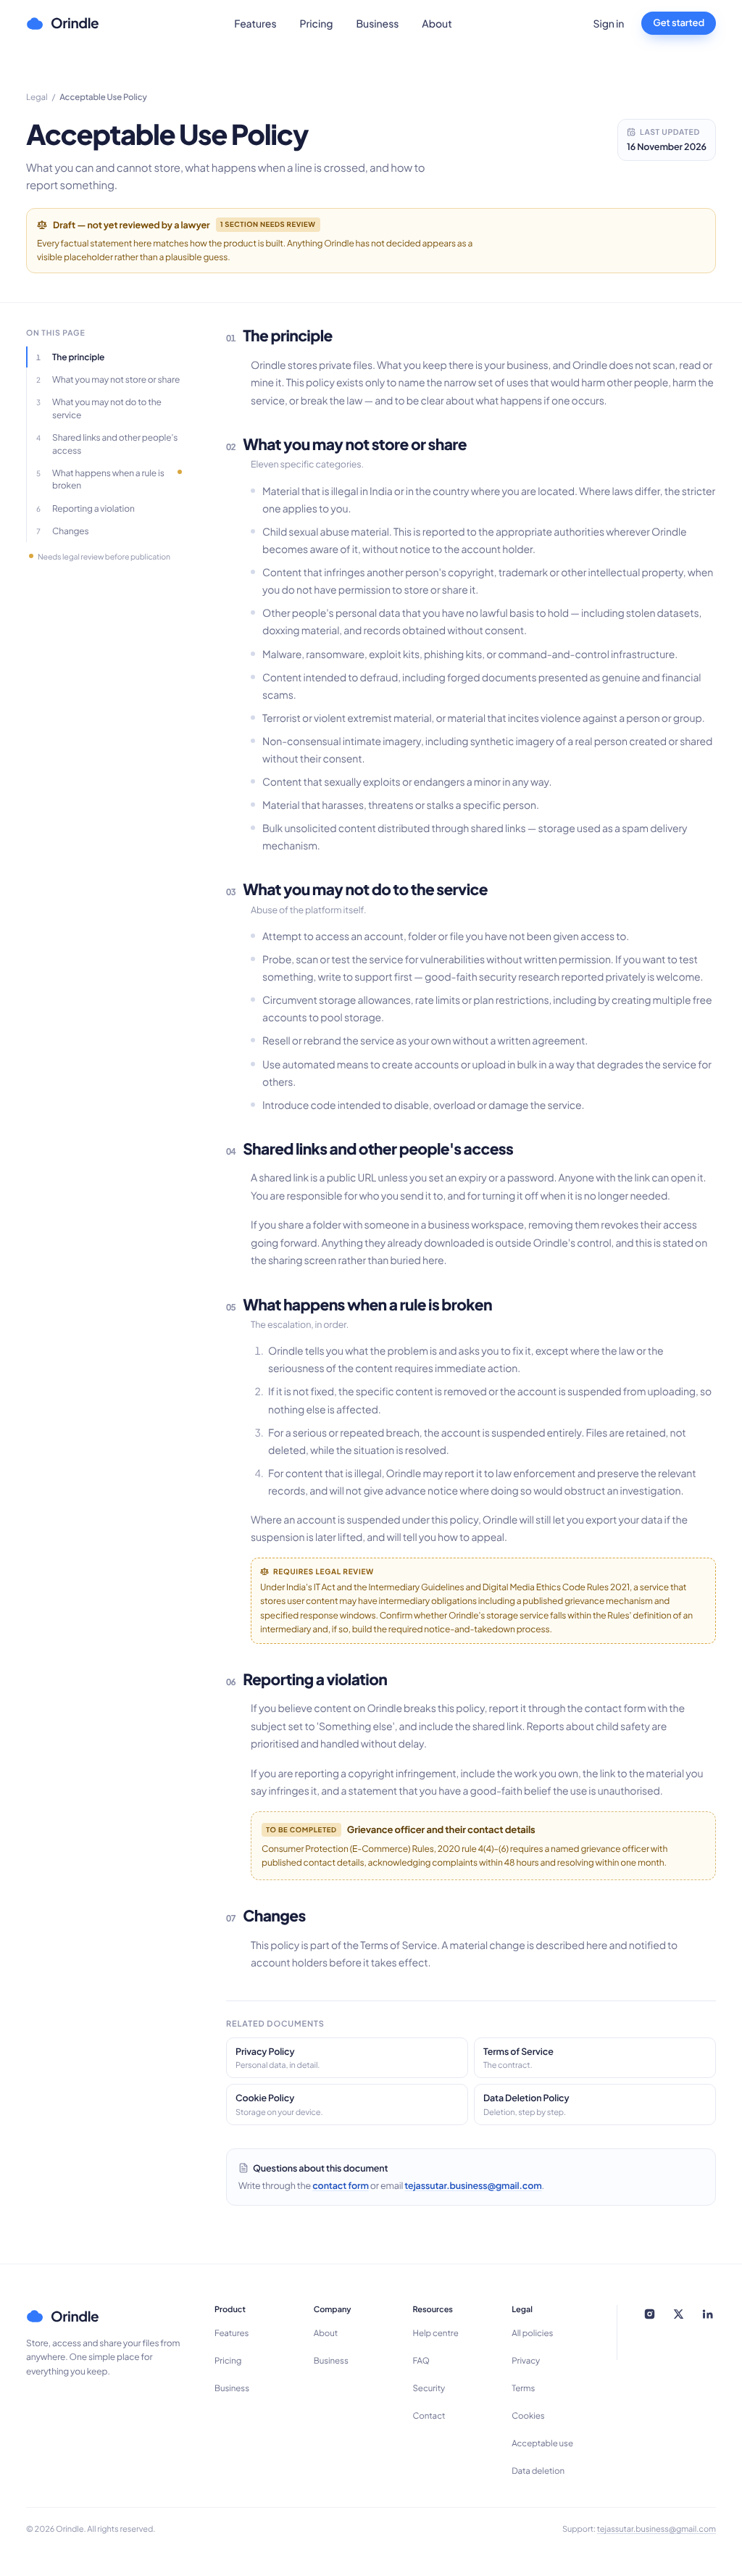 Orindle
Features Pricing Business About
Sign in Get started
Legal / Acceptable Use Policy
Acceptable Use Policy
LAST UPDATED
16 November 2026
What you can and cannot store, what happens when a line is crossed, and how to
report something.
Draft — not yet reviewed by a lawyer 1 SECTION NEEDS REVIEW
Every factual statement here matches how the product is built. Anything Orindle has not decided appears as a
visible placeholder rather than a plausible guess.
ON THIS PAGE
1 The principle
2 What you may not store or share
3 What you may not do to the
service
4 Shared links and other people's
access
5 What happens when a rule is
broken
6 Reporting a violation
7 Changes
Needs legal review before publication
01 The principle
Orindle stores private files. What you keep there is your business, and Orindle does not scan, read or
mine it. This policy exists only to name the narrow set of uses that would harm other people, harm the
service, or break the law — and to be clear about what happens if one occurs.
02 What you may not store or share
Eleven specific categories.
Material that is illegal in India or in the country where you are located. Where laws differ, the stricter
one applies to you.
Child sexual abuse material. This is reported to the appropriate authorities wherever Orindle
becomes aware of it, without notice to the account holder.
Content that infringes another person's copyright, trademark or other intellectual property, when
you do not have permission to store or share it.
Other people's personal data that you have no lawful basis to hold — including stolen datasets,
doxxing material, and records obtained without consent.
Malware, ransomware, exploit kits, phishing kits, or command-and-control infrastructure.
Content intended to defraud, including forged documents presented as genuine and financial
scams.
Terrorist or violent extremist material, or material that incites violence against a person or group.
Non-consensual intimate imagery, including synthetic imagery of a real person created or shared
without their consent.
Content that sexually exploits or endangers a minor in any way.
Material that harasses, threatens or stalks a specific person.
Bulk unsolicited content distributed through shared links — storage used as a spam delivery
mechanism.
03 What you may not do to the service
Abuse of the platform itself.
Attempt to access an account, folder or file you have not been given access to.
Probe, scan or test the service for vulnerabilities without written permission. If you want to test
something, write to support first — good-faith security research reported privately is welcome.
Circumvent storage allowances, rate limits or plan restrictions, including by creating multiple free
accounts to pool storage.
Resell or rebrand the service as your own without a written agreement.
Use automated means to create accounts or upload in bulk in a way that degrades the service for
others.
Introduce code intended to disable, overload or damage the service.
04 Shared links and other people's access
A shared link is a public URL unless you set an expiry or a password. Anyone with the link can open it.
You are responsible for who you send it to, and for turning it off when it is no longer needed.
If you share a folder with someone in a business workspace, removing them revokes their access
going forward. Anything they already downloaded is outside Orindle's control, and this is stated on
the sharing screen rather than buried here.
05 What happens when a rule is broken
The escalation, in order.
1. Orindle tells you what the problem is and asks you to fix it, except where the law or the
seriousness of the content requires immediate action.
2. If it is not fixed, the specific content is removed or the account is suspended from uploading, so
nothing else is affected.
3. For a serious or repeated breach, the account is suspended entirely. Files are retained, not
deleted, while the situation is resolved.
4. For content that is illegal, Orindle may report it to law enforcement and preserve the relevant
records, and will not give advance notice where doing so would obstruct an investigation.
Where an account is suspended under this policy, Orindle will still let you export your data if the
suspension is later lifted, and will tell you how to appeal.
REQUIRES LEGAL REVIEW
Under India's IT Act and the Intermediary Guidelines and Digital Media Ethics Code Rules 2021, a service that
stores user content may have intermediary obligations including a published grievance mechanism and
specified response windows. Confirm whether Orindle's storage service falls within the Rules' definition of an
intermediary and, if so, build the required notice-and-takedown process.
06 Reporting a violation
If you believe content on Orindle breaks this policy, report it through the contact form with the
subject set to 'Something else', and include the shared link. Reports about child safety are
prioritised and handled without delay.
If you are reporting a copyright infringement, include the work you own, the link to the material you
say infringes it, and a statement that you have a good-faith belief the use is unauthorised.
TO BE COMPLETED Grievance officer and their contact details
Consumer Protection (E-Commerce) Rules, 2020 rule 4(4)–(6) requires a named grievance officer with
published contact details, acknowledging complaints within 48 hours and resolving within one month.
07 Changes
This policy is part of the Terms of Service. A material change is described here and notified to
account holders before it takes effect.
RELATED DOCUMENTS
Privacy Policy
Personal data, in detail.
Terms of Service
The contract.
Cookie Policy
Storage on your device.
Data Deletion Policy
Deletion, step by step.
Questions about this document
Write through the contact form or email tejassutar.business@gmail.com.
Orindle
Store, access and share your files from
anywhere. One simple place for
everything you keep.
Product
Features
Pricing
Business
Company
About
Business
Resources
Help centre
FAQ
Security
Contact
Legal
All policies
Privacy
Terms
Cookies
Acceptable use
Data deletion
© 2026 Orindle. All rights reserved.
Support: tejassutar.business@gmail.com